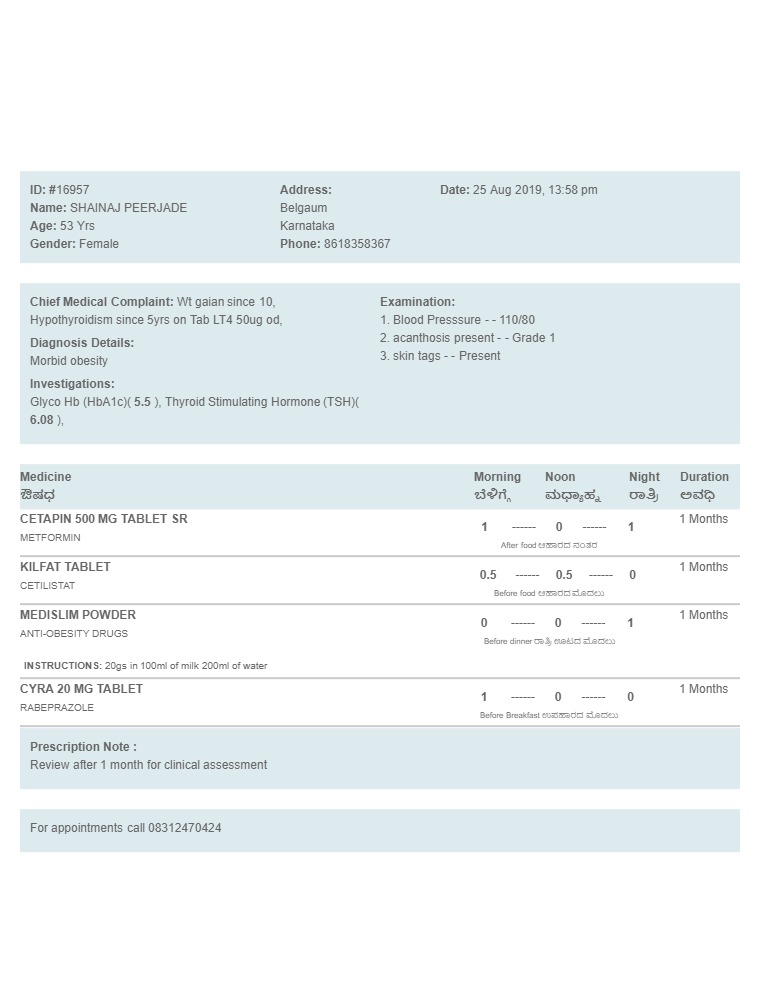 ID: #16957
Name: SHAINAJ PEERJADE
Age: 53 Yrs
Gender: Female
Address:
Belgaum
Karnataka
Phone: 8618358367
Date: 25 Aug 2019, 13:58 pm
Chief Medical Complaint: Wt gaian since 10,
Hypothyroidism since 5yrs on Tab LT4 50ug od,
Diagnosis Details:
Morbid obesity
Investigations:
Glyco Hb (HbA1c)( 5.5 ), Thyroid Stimulating Hormone (TSH)(
6.08 ),
Examination:
1. Blood Presssure - - 110/80
2. acanthosis present - - Grade 1
3. skin tags - - Present
Medicine Morning Noon Night Duration
ಔಷಧ ಬೆಳಿಗ್ಗೆ ಮಧ್ಯಾಹ್ನ ರಾತ್ರಿ ಅವಧಿ
CETAPIN 500 MG TABLET SR 1 ------ 0 ------ 1 1 Months
METFORMIN
After food ಆಹಾರದ ನಂತರ
KILFAT TABLET 0.5 ------ 0.5 ------ 0 1 Months
CETILISTAT
Before food ಆಹಾರದ ಮೊದಲು
MEDISLIM POWDER 0 ------ 0 ------ 1 1 Months
ANTI-OBESITY DRUGS
Before dinner ರಾತ್ರಿ ಊಟದ ಮೊದಲು
INSTRUCTIONS: 20gs in 100ml of milk 200ml of water
CYRA 20 MG TABLET 1 ------ 0 ------ 0 1 Months
RABEPRAZOLE
Before Breakfast ಉಪಹಾರದ ಮೊದಲು
Prescription Note :
Review after 1 month for clinical assessment
For appointments call 08312470424